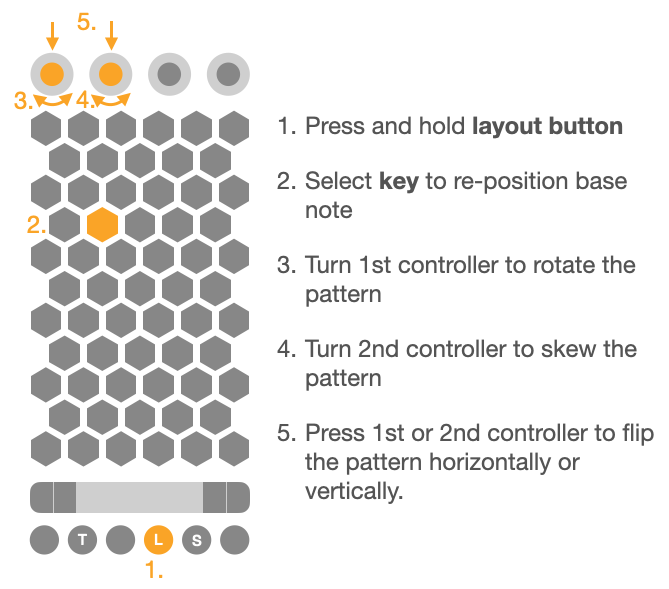 5.
3.
4.
1. Press and hold layout button
2. Select key to re-position base
note
2.
3. Turn 1st controller to rotate the
pattern
4. Turn 2nd controller to skew the
pattern
5. Press 1st or 2nd controller to flip
the pattern horizontally or
vertically.
T
L
S
1.